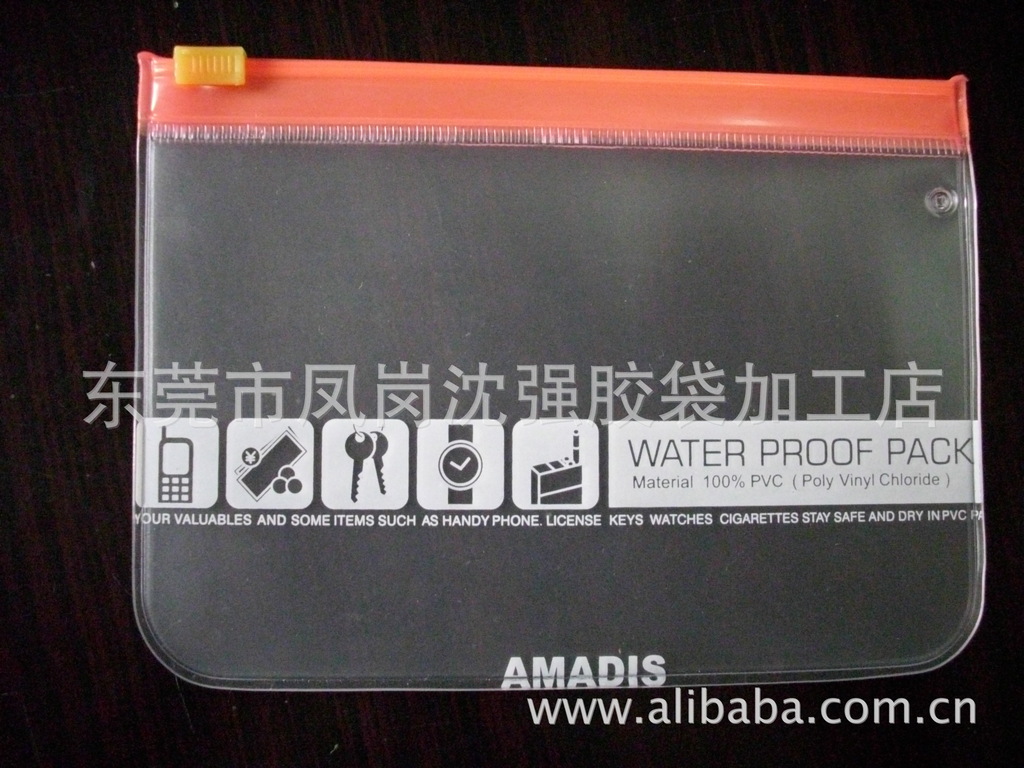 东莞市凤岗沈强胶袋加工店
¥
WATER PROOF PACK
Material 100% PVC ( Poly Vinyl Chloride )
YOUR VALUABLES AND SOME ITEMS SUCH AS HANDY PHONE. LICENSE KEYS WATCHES CIGARETTES STAY SAFE AND DRY IN PVC
AMADIS
www.alibaba.com.cn